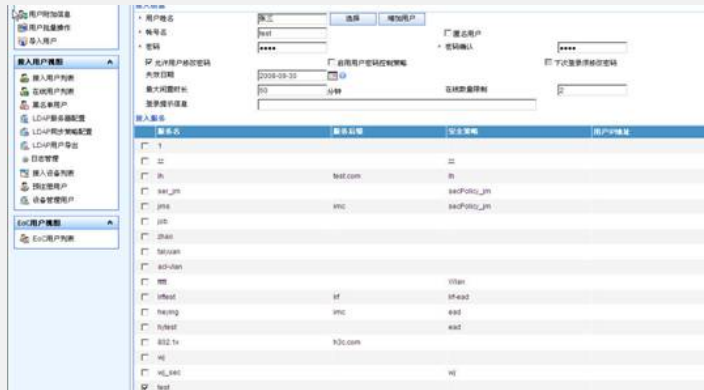 用户附加信息
用户批量操作
导入用户
接入用户视图
接入用户列表
在线用户列表
黑名单用户
LDAP服务器配置
LDAP同步策略配置
LDAP用户导出
日志管理
接入设备列表
预注册用户
设备管理用户
EoC用户视图
EoC用户列表
接入信息
* 用户姓名 张三 选择 增加用户
* 帐号名 test 匿名用户
* 密码 •••• * 密码确认 ••••
允许用户修改密码 启用用户密码控制策略 下次登录须修改密码
失效日期 2008-09-30
最大闲置时长 60 分钟 在线数量限制 2
登录提示信息
接入服务
服务名 服务后缀 安全策略 用户IP地址
1
zz zz
lh test.com lh
ser_jm secPolicy_jm
jms imc secPolicy_jm
job
zhao
taiyuan
acl-vlan
ffffff Yilian
lrftest lrf lrf-ead
heying imc ead
hytest ead
802.1x h3c.com
wj
wj_sec wj
test